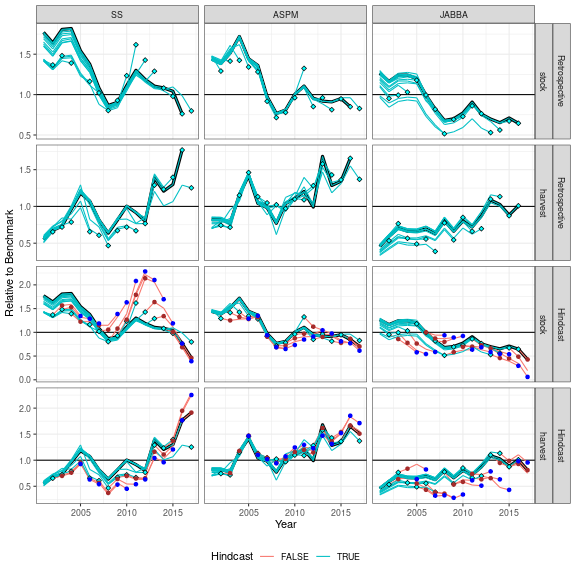 SS ASPM JABBA
1.5
1.0
0.5
stock
Retrospective
1.5
1.0
0.5
harvest
Retrospective
2.0
1.5
1.0
0.5
0.0
stock
Hindcast
2.0
1.5
1.0
0.5
harvest
Hindcast
Relative to Benchmark
2005 2010 2015 2005 2010 2015 2005 2010 2015
Year
Hindcast FALSE TRUE